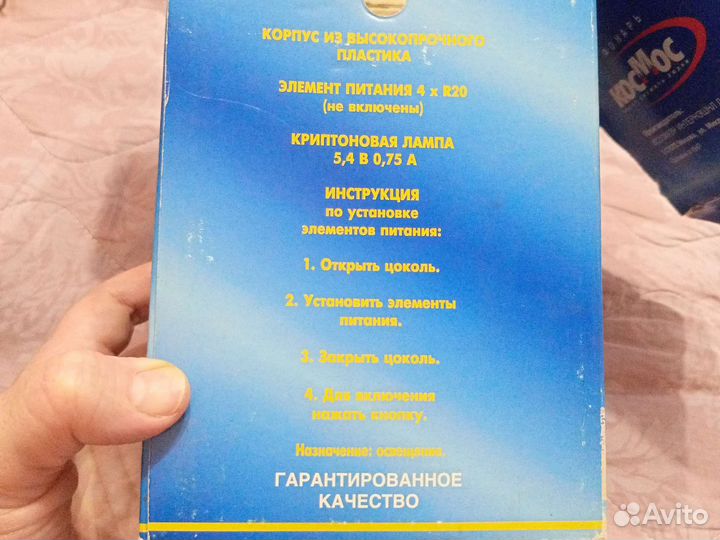 КОРПУС ИЗ ВЫСОКОПРОЧНОГО
ПЛАСТИКА
ЭЛЕМЕНТ ПИТАНИЯ 4 х R20
(не включены)
КРИПТОНОВАЯ ЛАМПА
5,4 В 0,75 А
ИНСТРУКЦИЯ
по установке
элементов питания:
1. Открыть цоколь.
2. Установить элементы
питания.
3. Закрыть цоколь.
4. Для включения
нажать кнопку.
Назначение: освещения.
ГАРАНТИРОВАННОЕ
КАЧЕСТВО
ФОНАРЬ
КОСМОС
Avito